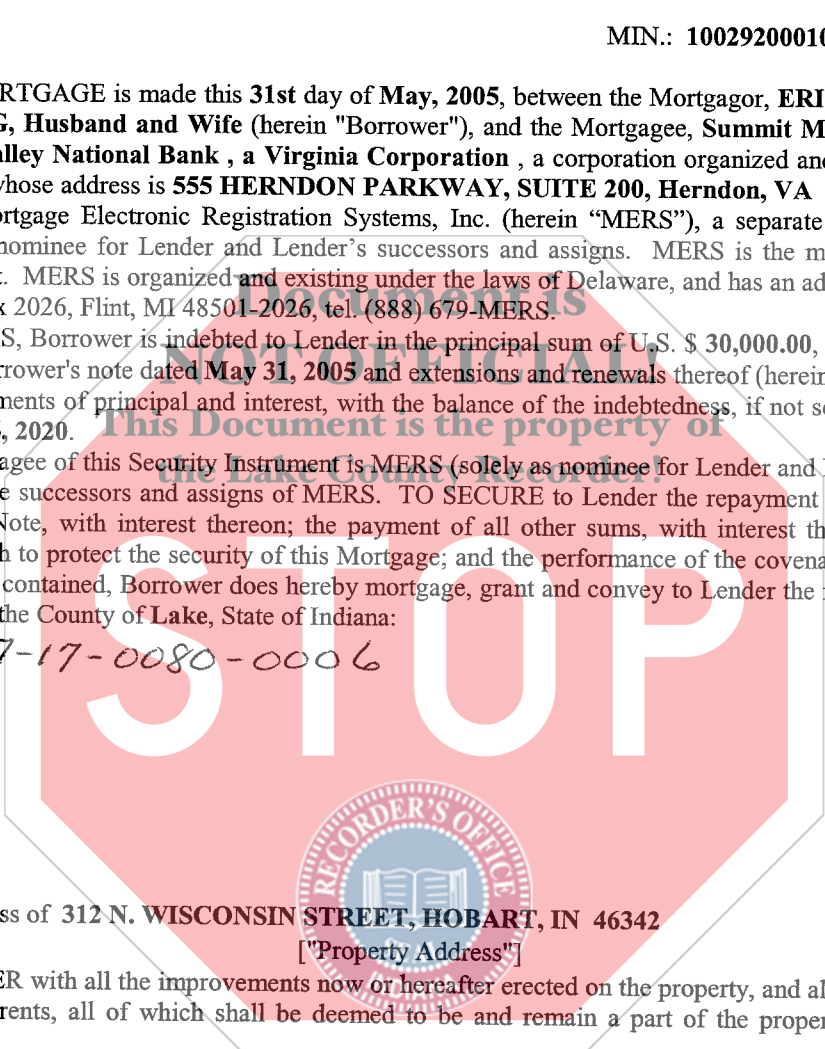 MIN.: 10029200010
RTGAGE is made this 31st day of May, 2005, between the Mortgagor, ERI
G, Husband and Wife (herein "Borrower"), and the Mortgagee, Summit M
lley National Bank , a Virginia Corporation , a corporation organized and
whose address is 555 HERNDON PARKWAY, SUITE 200, Herndon, VA
ortgage Electronic Registration Systems, Inc. (herein “MERS”), a separate
nominee for Lender and Lender’s successors and assigns. MERS is the m
t. MERS is organized and existing under the laws of Delaware, and has an ad
x 2026, Flint, MI 48501-2026, tel. (888) 679-MERS.
Document is
S, Borrower is indebted to Lender in the principal sum of U.S. $ 30,000.00,
NOT OFFICIAL
rrower's note dated May 31, 2005 and extensions and renewals thereof (herein
ments of principal and interest, with the balance of the indebtedness, if not so
, 2020.
This Document is the property of
agee of this Security Instrument is MERS (solely as nominee for Lender and
the Lake County Recorder!
e successors and assigns of MERS. TO SECURE to Lender the repayment
Note, with interest thereon; the payment of all other sums, with interest th
h to protect the security of this Mortgage; and the performance of the covena
contained, Borrower does hereby mortgage, grant and convey to Lender the
the County of Lake, State of Indiana:
7-17-0080-0006
STOP
RECORDER'S OFFICE
ss of 312 N. WISCONSIN STREET, HOBART, IN 46342
["Property Address"]
ER with all the improvements now or hereafter erected on the property, and al
rents, all of which shall be deemed to be and remain a part of the proper